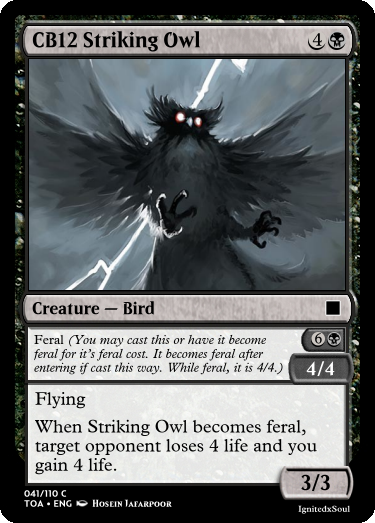 CB12 Striking Owl 4
Creature — Bird
Feral (You may cast this or have it become 6
feral for it's feral cost. It becomes feral after
entering if cast this way. While feral, it is 4/4.)
4/4
Flying
When Striking Owl becomes feral,
target opponent loses 4 life and you
gain 4 life.
3/3
041/110 C
TOA • ENG Hosein Jafarpoor
IgnitedxSoul